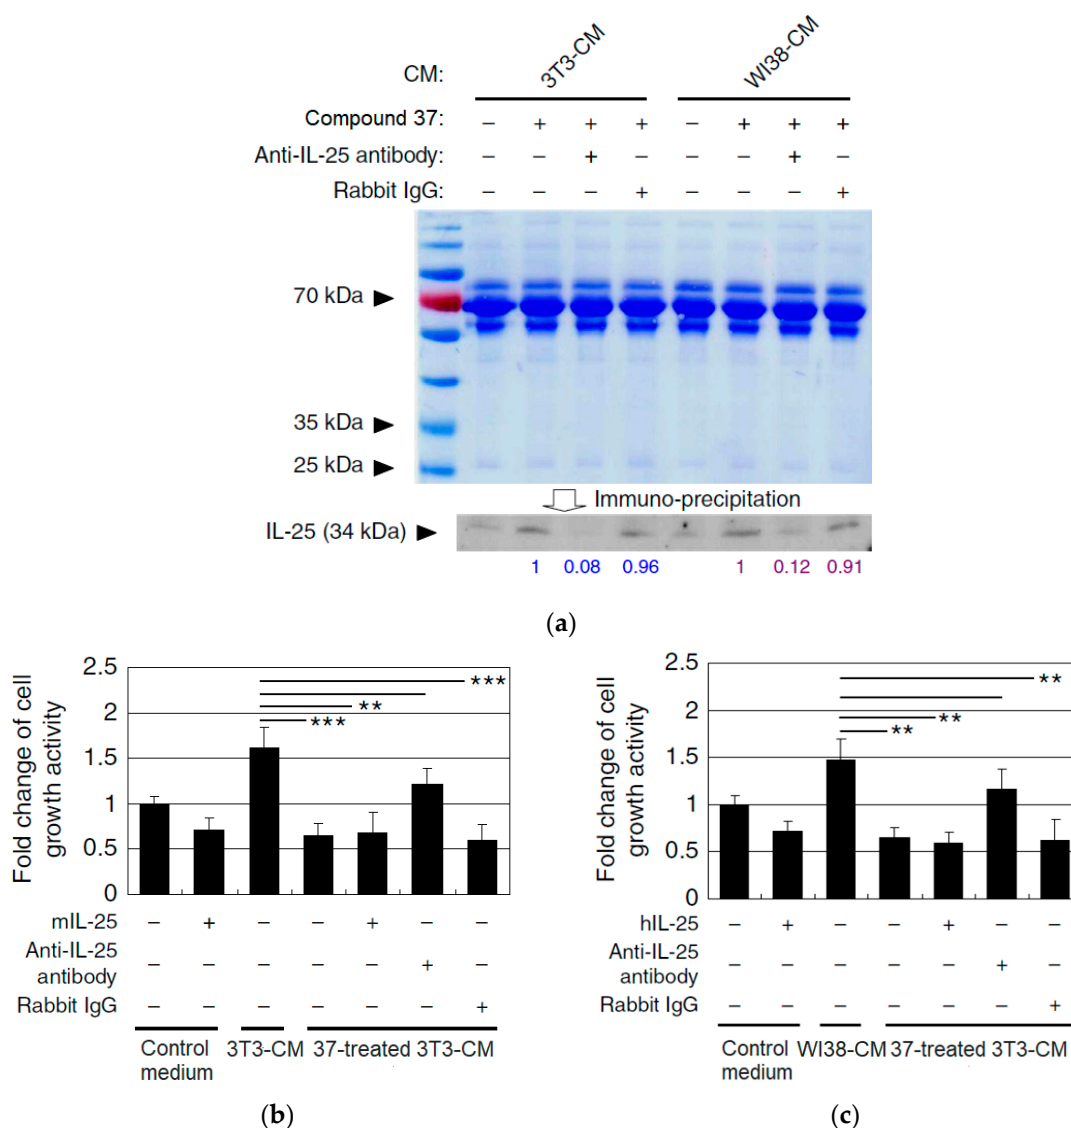 CM: 3T3-CM WI38-CM
Compound 37: – + + + – + + +
Anti-IL-25 antibody: – – + – – – + –
Rabbit IgG: – – – + – – – +
70 kDa
35 kDa
25 kDa
Immuno-precipitation
IL-25 (34 kDa)
1 0.08 0.96 1 0.12 0.91
(a)
Fold change of cell
growth activity
2.5
2
1.5
1
0.5
0
***
**
***
mIL-25 – + – – + – –
Anti-IL-25
antibody – – – – – + –
Rabbit IgG – – – – – – +
Control
medium
3T3-CM
37-treated 3T3-CM
(b)
Fold change of cell
growth activity
2.5
2
1.5
1
0.5
0
**
**
**
hIL-25 – + – – + – –
Anti-IL-25
antibody – – – – – + –
Rabbit IgG – – – – – – +
Control
medium
WI38-CM
37-treated 3T3-CM
(c)